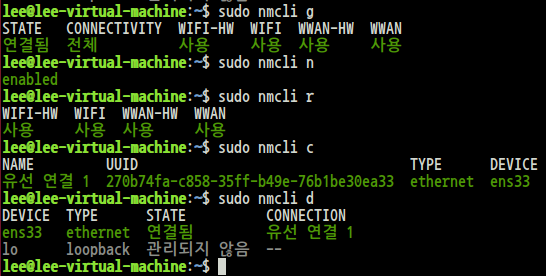 lee@lee-virtual-machine:~$ sudo nmcli g
STATE CONNECTIVITY WIFI-HW WIFI WWAN-HW WWAN
연결됨 전체 사용 사용 사용 사용
lee@lee-virtual-machine:~$ sudo nmcli n
enabled
lee@lee-virtual-machine:~$ sudo nmcli r
WIFI-HW WIFI WWAN-HW WWAN
사용 사용 사용 사용
lee@lee-virtual-machine:~$ sudo nmcli c
NAME UUID TYPE DEVICE
유선 연결 1 270b74fa-c858-35ff-b49e-76b1be30ea33 ethernet ens33
lee@lee-virtual-machine:~$ sudo nmcli d
DEVICE TYPE STATE CONNECTION
ens33 ethernet 연결됨 유선 연결 1
lo loopback 관리되지 않음 --
lee@lee-virtual-machine:~$